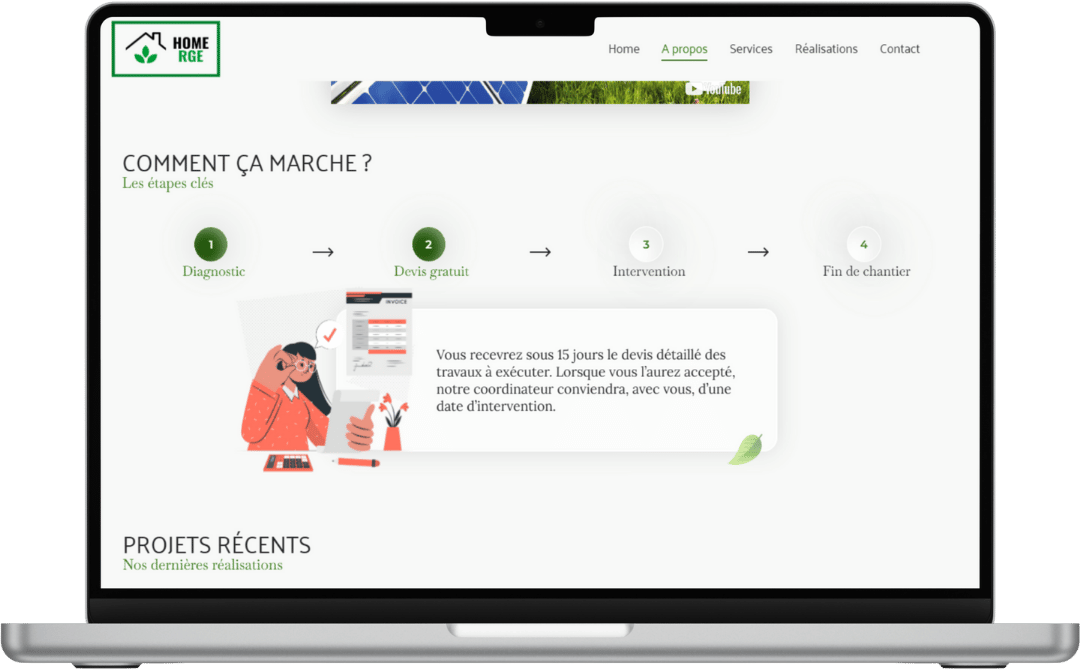 HOME
RGE
Home
A propos
Services
Réalisations
Contact
YouTube
COMMENT ÇA MARCHE ?
Les étapes clés
1
2
3
4
Diagnostic
Devis gratuit
Intervention
Fin de chantier
INVOICE
Vous recevrez sous 15 jours le devis détaillé des
travaux à exécuter. Lorsque vous l'aurez accepté,
notre coordinateur conviendra, avec vous, d'une
date d'intervention.
PROJETS RÉCENTS
Nos dernières réalisations